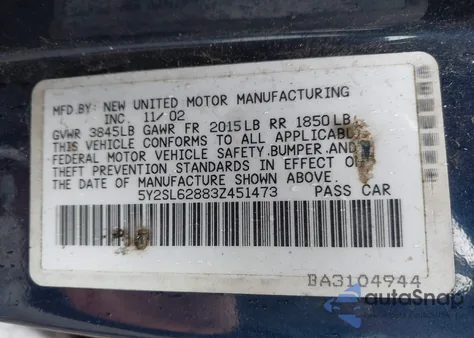 MFD. BY: NEW UNITED MOTOR MANUFACTURING
INC. 11/02
GVWR 3845LB GAWR FR 2015LB RR 1850LB
THIS VEHICLE CONFORMS TO ALL
FEDERAL MOTOR VEHICLE SAFETY,BUMPER,AND
THEFT PREVENTION STANDARDS IN EFFECT
THE DATE OF MANUFACTURE SHOWN ABOVE.
5Y2SL62883Z451473 PASS CAR
BA3104944
autoSnap